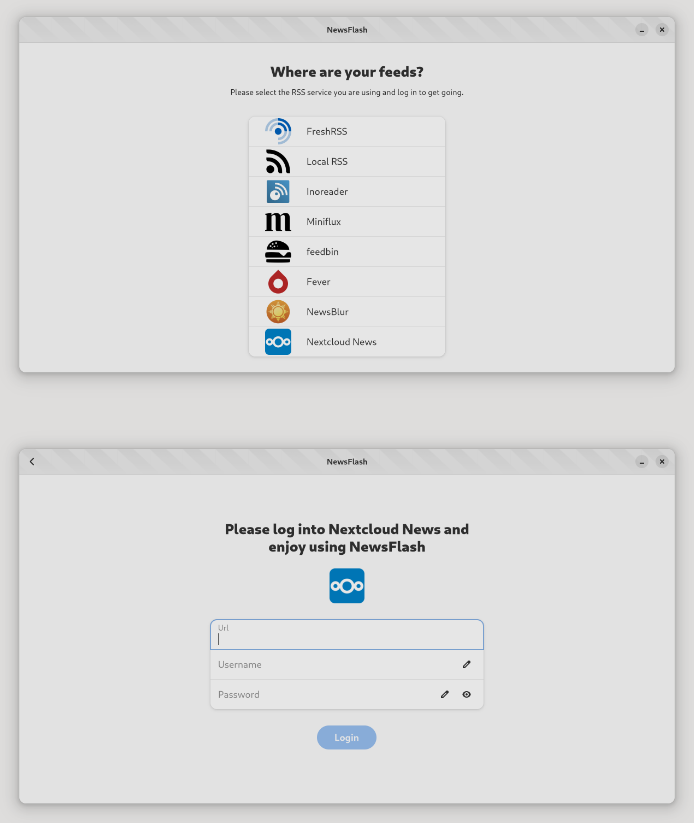 NewsFlash
Where are your feeds?
Please select the RSS service you are using and log in to get going.
FreshRSS
Local RSS
Inoreader
m
Miniflux
feedbin
Fever
NewsBlur
Nextcloud News
NewsFlash
Please log into Nextcloud News and
enjoy using NewsFlash
Url
Username
Password
Login